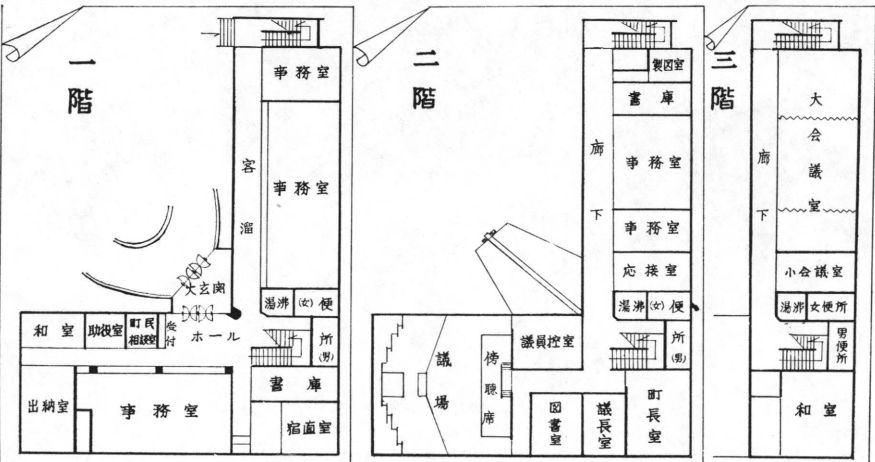 一階
事務室
客溜
事務室
大玄関
湯沸
(女)便
所(男)
和室
助役室
町民相談室
受付
ホール
書庫
出納室
事務室
宿直室
二階
製図室
書庫
廊下
事務室
事務室
応接室
湯沸
(女)便
所(男)
議員控室
議場
傍聴席
図書室
議長室
町長室
三階
大会議室
廊下
小会議室
湯沸
女便所
男便所
和室